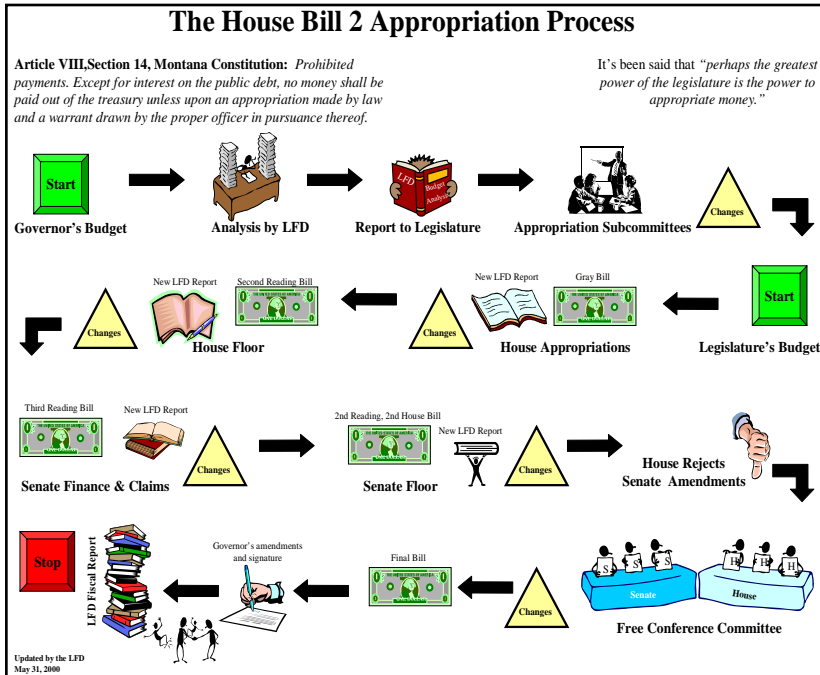 The House Bill 2 Appropriation Process
Article VIII,Section 14, Montana Constitution: Prohibited
payments. Except for interest on the public debt, no money shall be
paid out of the treasury unless upon an appropriation made by law
and a warrant drawn by the proper officer in pursuance thereof.
It's been said that “perhaps the greatest
power of the legislature is the power to
appropriate money.”
Start
Governor's Budget
Analysis by LFD
LFD
Budget
Analysis
Report to Legislature
Appropriation Subcommittees
Changes
Start
Legislature's Budget
Gray Bill
New LFD Report
House Appropriations
Changes
Second Reading Bill
New LFD Report
House Floor
Changes
Third Reading Bill
New LFD Report
Senate Finance & Claims
Changes
2nd Reading, 2nd House Bill
New LFD Report
Senate Floor
Changes
House Rejects
Senate Amendments
S
S
S
H
H
H
Senate
House
Free Conference Committee
Changes
Final Bill
Governor's amendments
and signature
LFD Fiscal Report
Stop
Updated by the LFD
May 31, 2000